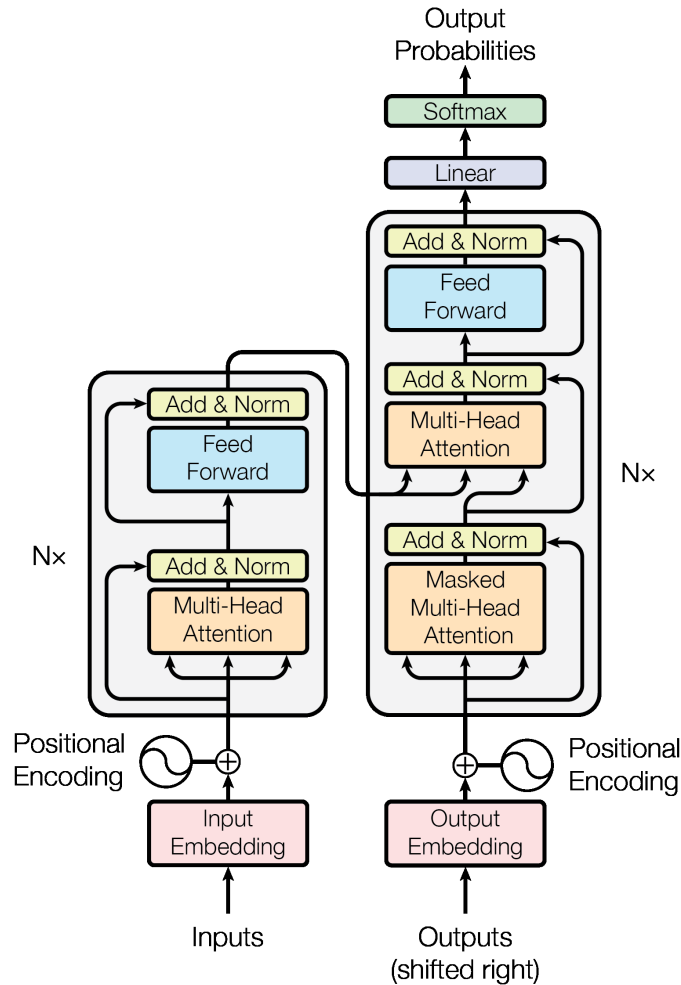 Output
Probabilities
Softmax
Linear
Add & Norm
Feed
Forward
Add & Norm
Multi-Head
Attention
N×
Add & Norm
Masked
Multi-Head
Attention
Add & Norm
Feed
Forward
N×
Add & Norm
Multi-Head
Attention
Positional
Encoding
Positional
Encoding
Input
Embedding
Output
Embedding
Inputs
Outputs
(shifted right)